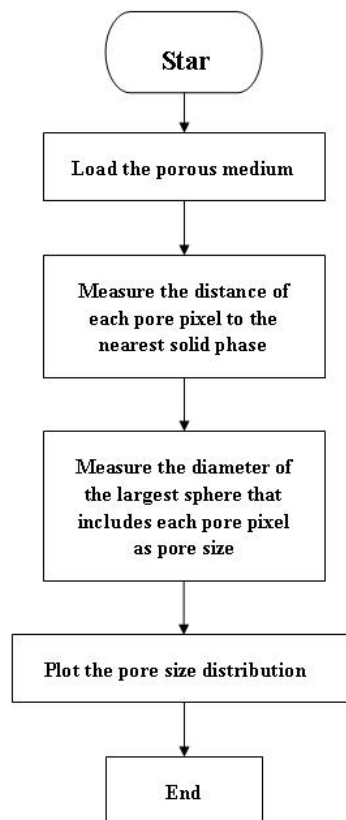 Star
Load the porous medium
Measure the distance of
each pore pixel to the
nearest solid phase
Measure the diameter of
the largest sphere that
includes each pore pixel
as pore size
Plot the pore size distribution
End